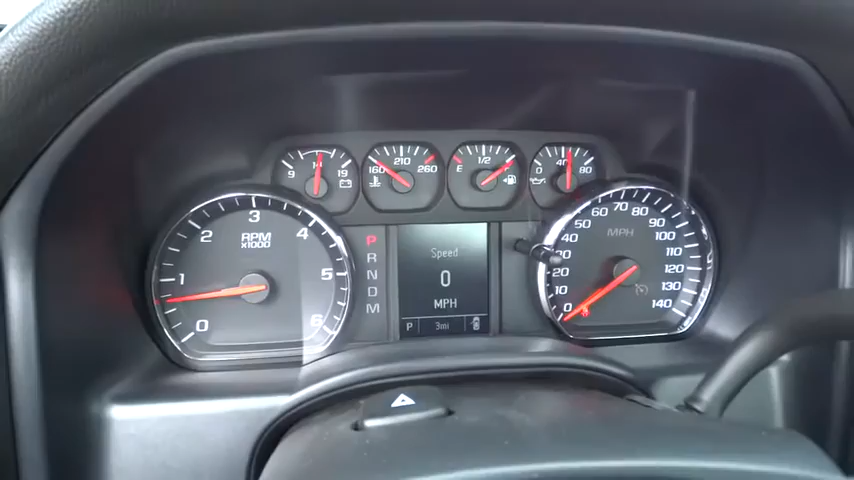 9 14 19
160 210 260
1/2
0 40 80
RPM
x1000
0 1 2 3 4 5 6
P
R
N
D
M
Speed
0
MPH
P 3mi
MPH
0 10 20 30 40 50 60 70 80 90 100 110 120 130 140